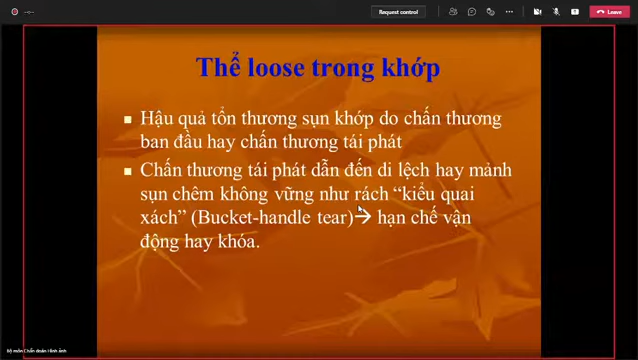 Request control
Leave
Thể loose trong khớp
Hậu quả tổn thương sụn khớp do chấn thương
ban đầu hay chấn thương tái phát
Chấn thương tái phát dẫn đến di lệch hay mảnh
sụn chêm không vững như rách “kiểu quai
xách” (Bucket-handle tear)→ hạn chế vận
động hay khóa.
Bộ môn Chẩn đoán Hình ảnh